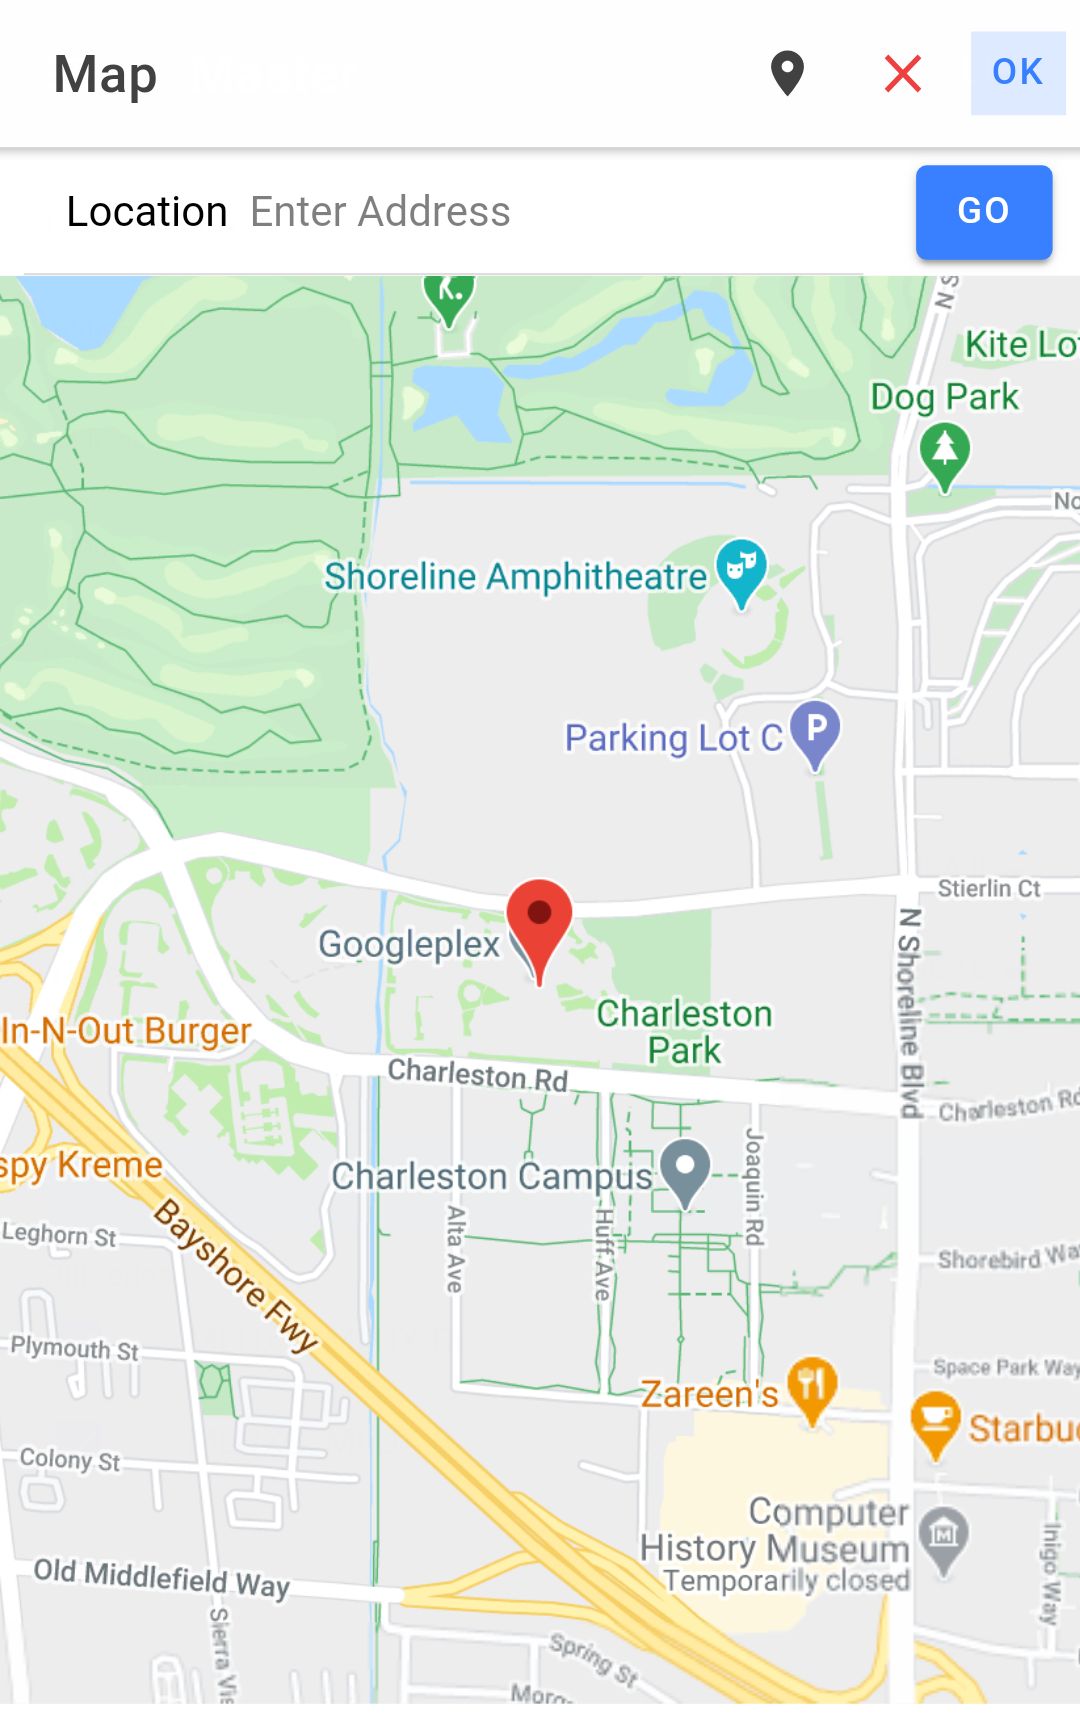 Map
OK
Location Enter Address
GO
K.
N S
Kite Lo
Dog Park
No
Shoreline Amphitheatre
Parking Lot C
P
Stierlin Ct
N Shoreline Blvd
Googleplex
Charleston
Park
In-N-Out Burger
Charleston Rd
Charleston Rd
spy Kreme
Charleston Campus
Joaquin Rd
Leghorn St
Bayshore Fwy
Alta Ave
Huff Ave
Shorebird Wa
Plymouth St
Space Park Way
Zareen's
Starbu
Colony St
Computer
History Museum
Temporarily closed
M
Inigo Way
Old Middlefield Way
Sierra Vis
Spring St